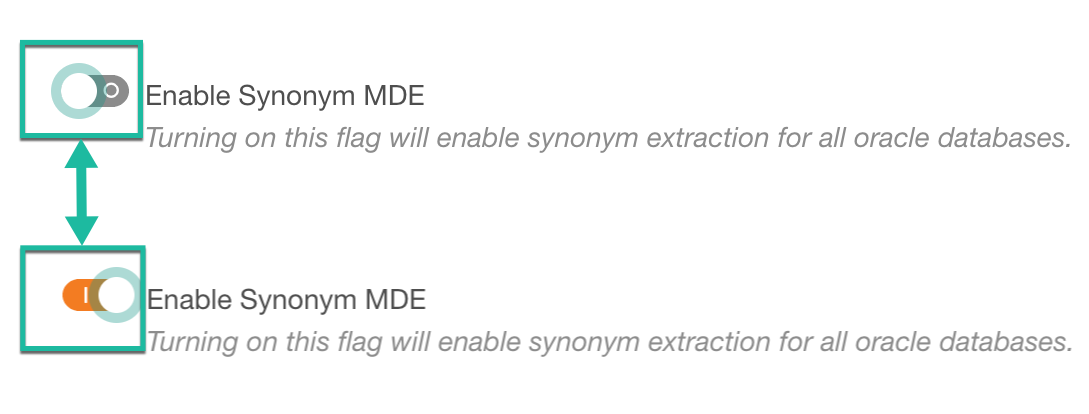 Enable Synonym MDE
Turning on this flag will enable synonym extraction for all oracle databases.
Enable Synonym MDE
Turning on this flag will enable synonym extraction for all oracle databases.